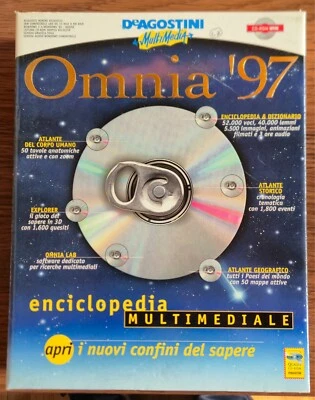 DeAGOSTINI
MultiMedia
CD-ROM
Omnia '97
ENCICLOPEDIA & DIZIONARIO
52.000 voci, 40.000 lemmi
5.500 immagini, animazioni
filmati e 3 ore audio
ATLANTE
DEL CORPO UMANO
50 tavole anatomiche
attive e con zoom
ATLANTE
STORICO
cronologia
tematica
con 1,800 eventi
EXPLORER
il gioco del
sapere in 3D
con 1.600 quesiti
OMNIA LAB
software dedicato
per ricerche multimediali
ATLANTE GEOGRAFICO
tutti i Paesi del mondo
con 50 mappe attive
enciclopedia
MULTIMEDIALE
apri i nuovi confini del sapere